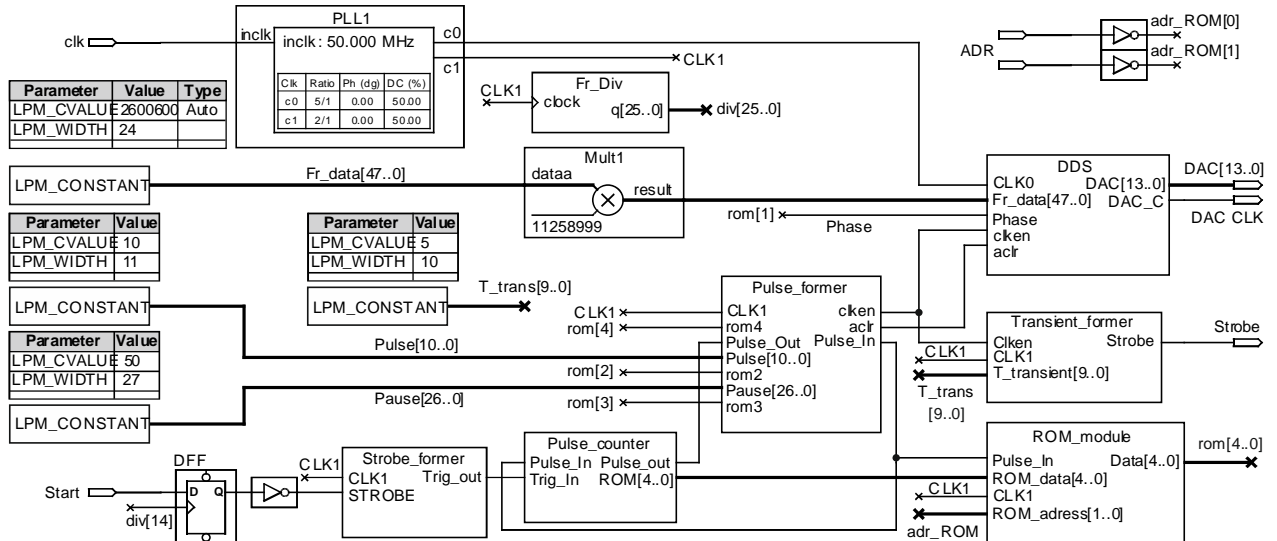 PLL1
clk
inclk
inclk: 50.000 MHz
c0
c1
Clk Ratio Ph (dg) DC (%)
c0 5/1 0.00 50.00
c1 2/1 0.00 50.00
CLK1
ADR
adr_ROM[0]
adr_ROM[1]
Parameter Value Type
LPM_CVALUE 2600600 Auto
LPM_WIDTH 24
Fr_Div
CLK1
clock
q[25..0]
div[25..0]
LPM_CONSTANT
Fr_data[47..0]
Mult1
dataa
result
11258999
DDS
CLK0 DAC[13..0]
Fr_data[47..0] DAC_C
Phase
clken
aclr
DAC[13..0]
DAC CLK
rom[1]
Phase
Parameter Value
LPM_CVALUE 10
LPM_WIDTH 11
Parameter Value
LPM_CVALUE 5
LPM_WIDTH 10
LPM_CONSTANT
LPM_CONSTANT
T_trans[9..0]
Pulse_former
CLK1 clken
rom4 aclr
Pulse_Out Pulse_In
Pulse[10..0]
rom2
Pause[26..0]
rom3
CLK1
rom[4]
Pulse[10..0]
rom[2]
Pause[26..0]
rom[3]
Parameter Value
LPM_CVALUE 50
LPM_WIDTH 27
LPM_CONSTANT
Transient_former
Clken Strobe
CLK1
T_transient[9..0]
Strobe
CLK1
T_trans
[9..0]
DFF
Start
D Q
div[14]
CLK1
Strobe_former
CLK1 Trig_out
STROBE
Pulse_counter
Pulse_In Pulse_out
Trig_In ROM[4..0]
ROM_module
Pulse_In Data[4..0]
ROM_data[4..0]
CLK1
ROM_adress[1..0]
rom[4..0]
CLK1
adr_ROM